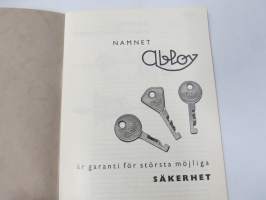 NAMNET
Abloy
är garanti för största möjliga
SÄKERHET